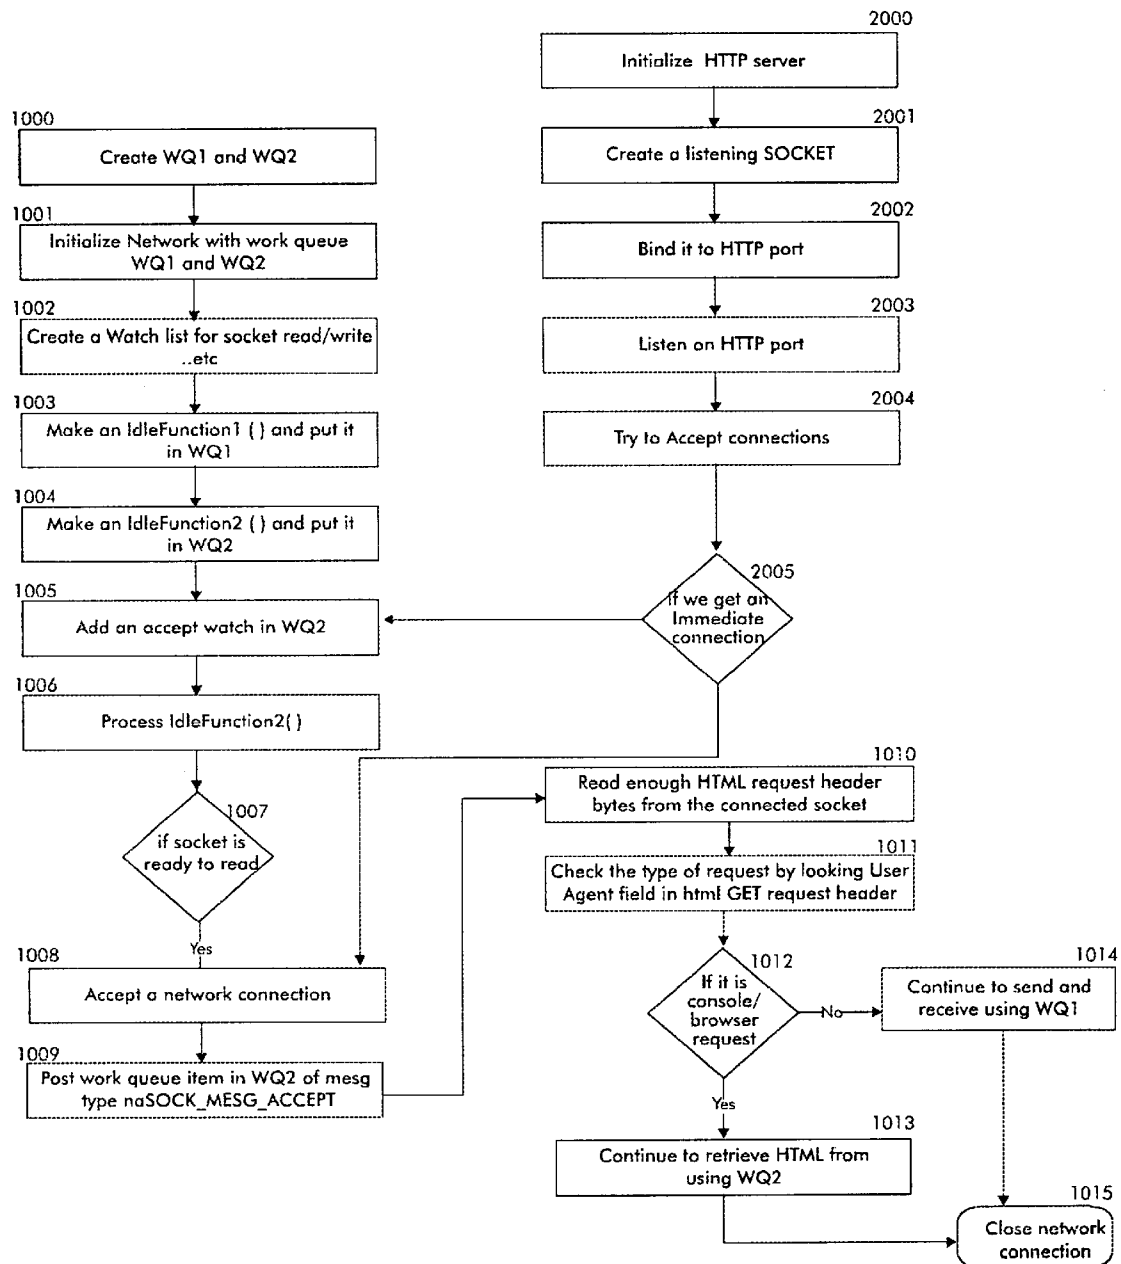 2000
Initialize HTTP server
2001
Create a listening SOCKET
2002
Bind it to HTTP port
2003
Listen on HTTP port
2004
Try to Accept connections
2005
if we get an
Immediate
connection
1000
Create WQ1 and WQ2
1001
Initialize Network with work queue
WQ1 and WQ2
1002
Create a Watch list for socket read/write
..etc
1003
Make an IdleFunction1 ( ) and put it
in WQ1
1004
Make an IdleFunction2 ( ) and put it
in WQ2
1005
Add an accept watch in WQ2
1006
Process IdleFunction2( )
1007
if socket is
ready to read
Yes
1008
Accept a network connection
1009
Post work queue item in WQ2 of mesg
type naSOCK_MESG_ACCEPT
1010
Read enough HTML request header
bytes from the connected socket
1011
Check the type of request by looking User
Agent field in html GET request header
1012
If it is
console/
browser
request
No
1014
Continue to send and
receive using WQ1
Yes
1013
Continue to retrieve HTML from
using WQ2
1015
Close network
connection